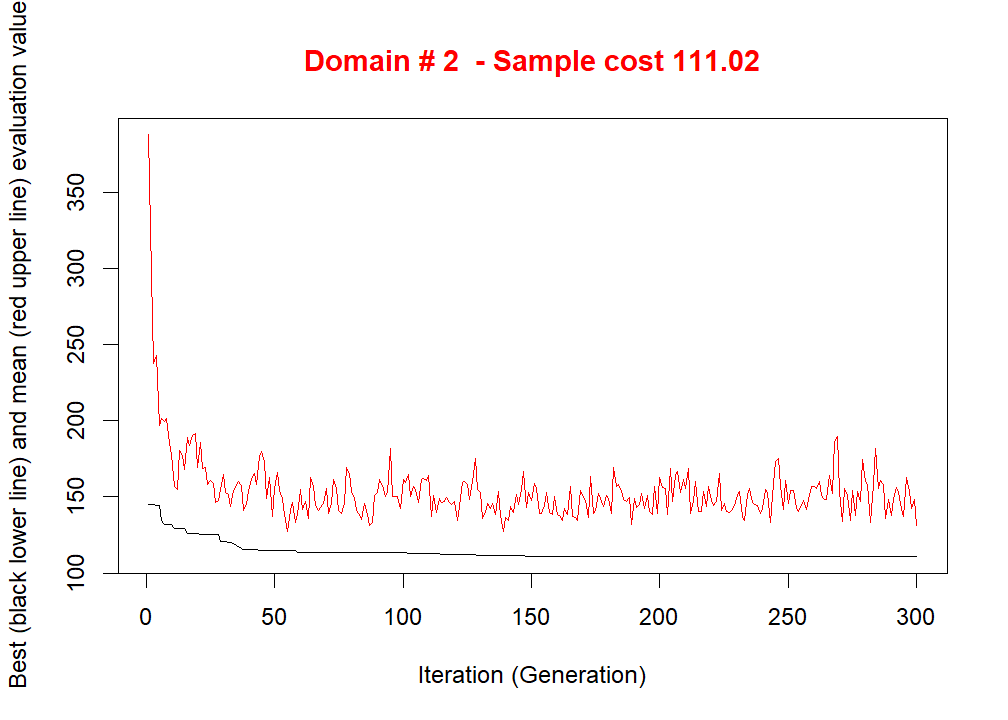 Domain # 2  - Sample cost 111.02
Best (black lower line) and mean (red upper line) evaluation value
350
300
250
200
150
100
0 50 100 150 200 250 300
Iteration (Generation)